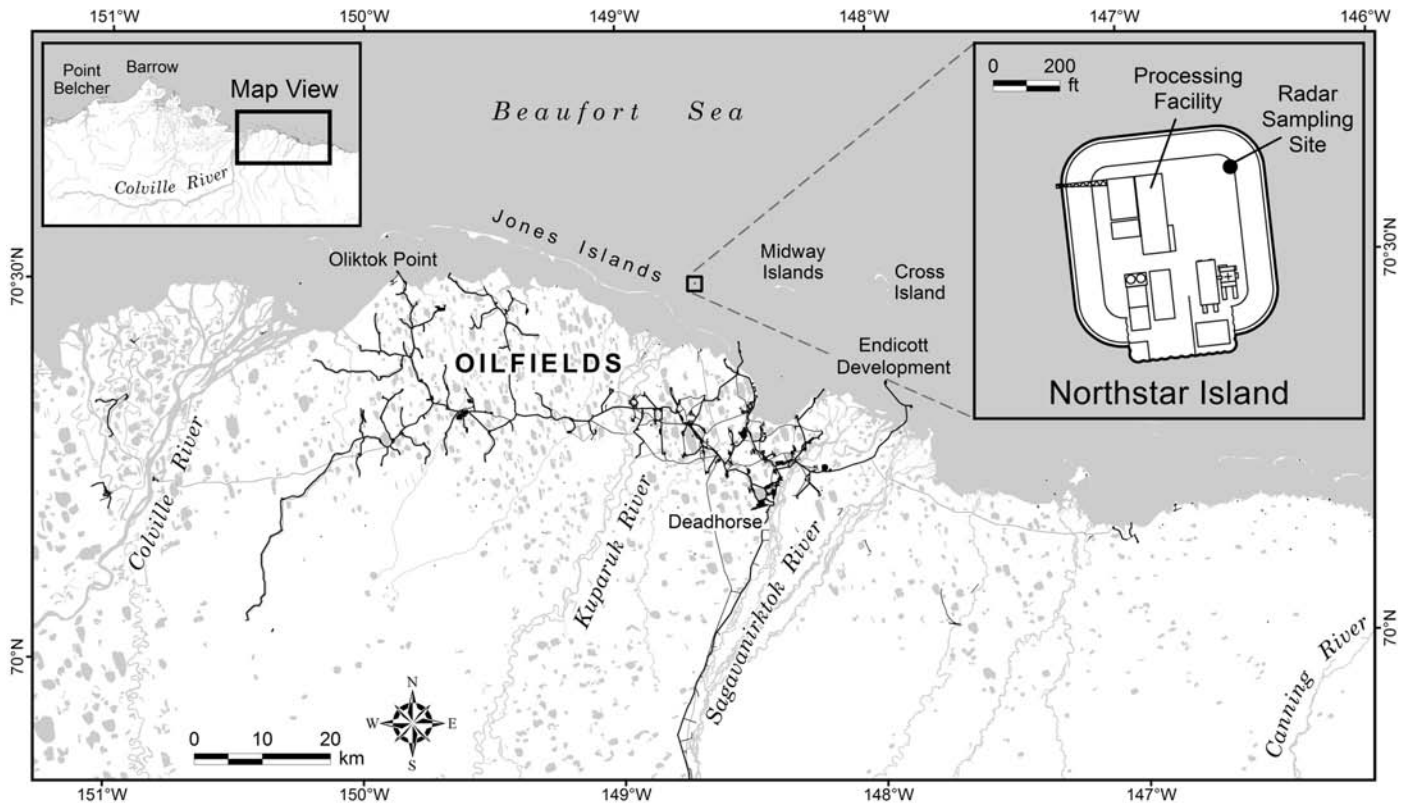 151°W
150°W
149°W
148°W
147°W
146°W
Point
Belcher
Barrow
Map View
Colville River
Beaufort Sea
0 200
ft
Processing
Facility
Radar
Sampling
Site
Northstar Island
70°30'N
70°30'N
Jones Islands
Oliktok Point
Midway
Islands
Cross
Island
Endicott
Development
OILFIELDS
Colville River
Kuparuk River
Deadhorse
Sagavanirktok River
Canning River
70°N
70°N
N
W E
S
0 10 20
km
151°W
150°W
149°W
148°W
147°W